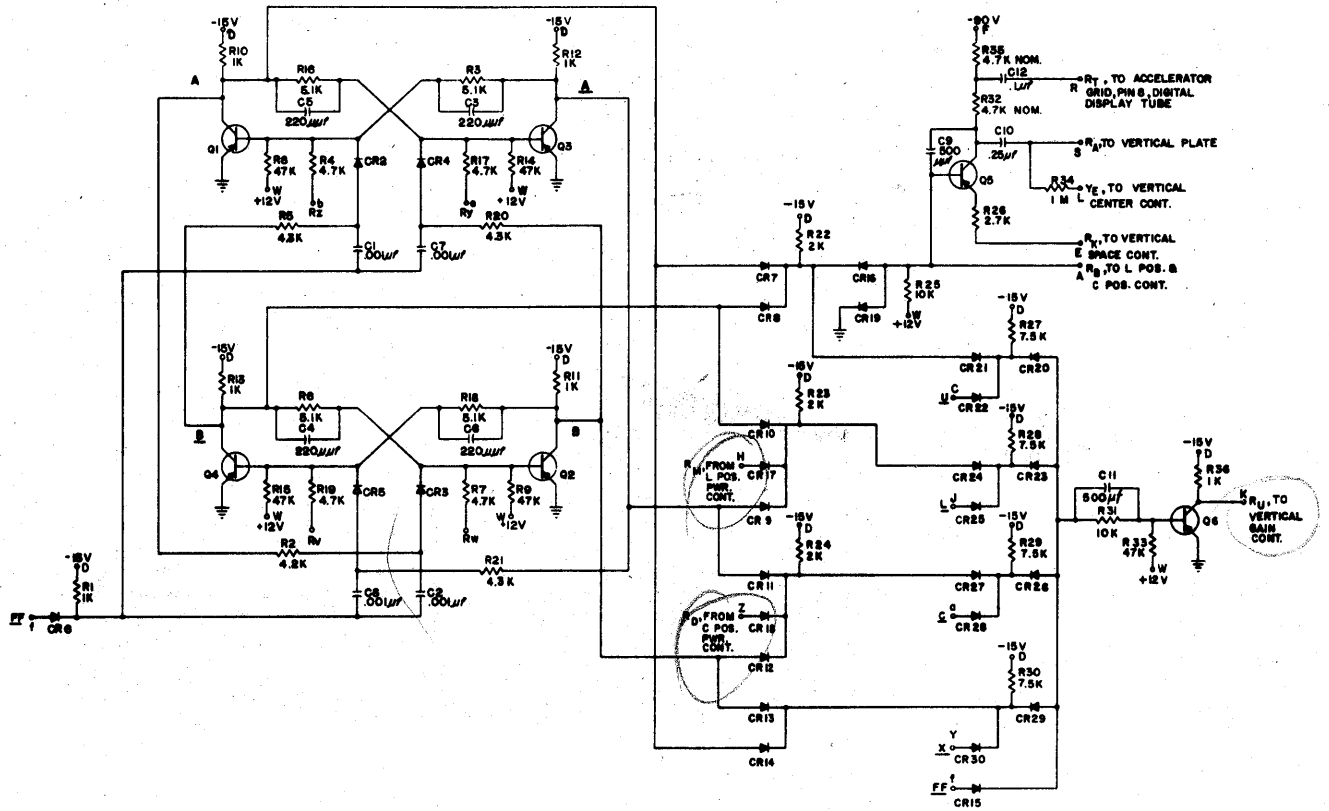 -15V
D
R10
1K
A
R16
5.1K
C5
220μμf
Q1
R8
47K
W
+12V
R4
4.7K
b
Rz
CR2
R5
4.3K
C1
.001μf
-15V
D
R12
1K
A
R3
5.1K
C3
220μμf
Q3
CR4
R17
4.7K
a
Ry
R14
47K
W
+12V
R20
4.3K
C7
.001μf
-15V
D
R13
1K
B
R6
5.1K
C4
220μμf
Q4
R15
47K
W
+12V
R19
4.7K
Rv
CR5
R2
4.2K
-15V
D
R11
1K
B
R18
5.1K
C6
220μμf
Q2
CR3
R7
4.7K
Rw
R9
47K
W
+12V
R21
4.3K
.001μf
C2
.001μf
-15V
D
R1
1K
FF
f
CR6
-90V
F
R35
4.7K NOM.
C12
.1μf
R
RT, TO ACCELERATOR
GRID, PIN 8, DIGITAL
DISPLAY TUBE
R32
4.7K NOM.
C9
500
μμf
C10
.25μf
S
RA, TO VERTICAL PLATE
Q5
R34
1 M
L
YE, TO VERTICAL
CENTER CONT.
R26
2.7K
E
RK, TO VERTICAL
SPACE CONT.
A
RB, TO L POS. &
C POS. CONT.
-15V
D
R22
2K
CR7
CR8
CR16
CR19
R25
10K
W
+12V
-15V
D
R27
7.5K
CR21
CR20
U
C
CR22
-15V
D
R23
2K
CR10
RM, FROM
L POS.
PWR.
CONT.
H
CR17
CR9
-15V
D
R28
7.5K
CR24
CR23
L
J
CR25
-15V
D
R24
2K
CR11
RD, FROM
C POS.
PWR.
CONT.
Z
CR18
CR12
-15V
D
R29
7.5K
CR27
CR26
C
d
CR28
-15V
D
R30
7.5K
CR13
CR29
CR14
X
Y
CR30
FF
f
CR15
C11
500μμf
R31
10K
R33
47K
W
+12V
Q6
-15V
D
R36
1K
K
RU, TO
VERTICAL
GAIN
CONT.